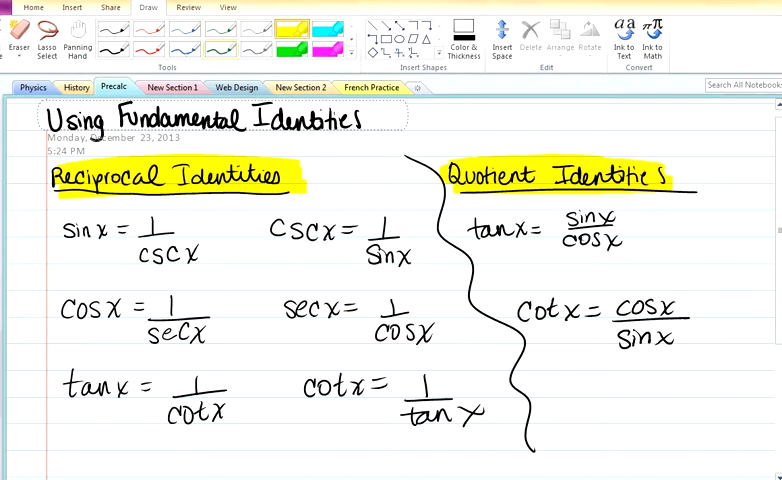 Home Insert Share Draw Review View
Eraser Lasso Select Panning Hand
Color & Thickness
Insert Space Delete Arrange Rotate
Ink to Text Ink to Math
Tools Insert Shapes Edit Convert
Physics History Precalc New Section 1 Web Design New Section 2 French Practice
Search All Notebooks
Using Fundamental Identities
Monday, December 23, 2013
5:24 PM
Reciprocal Identities
sin x = 1/csc x csc x = 1/sin x
cos x = 1/sec x sec x = 1/cos x
tan x = 1/cot x cot x = 1/tan x
Quotient Identities
tan x = sin x/cos x
cot x = cos x/sin x